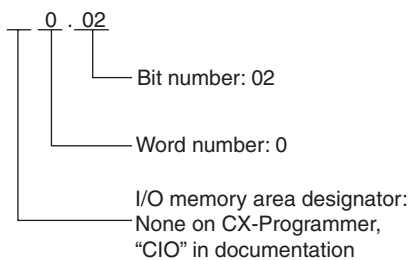 0 . 02
Bit number: 02
Word number: 0
I/O memory area designator:
None on CX-Programmer,
“CIO” in documentation